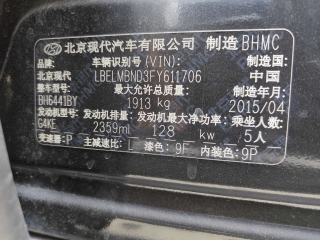 北京现代汽车有限公司 制造 BHMC
品牌: 车辆识别号(VIN): 制造国:
北京现代 LBELMBND3FY611706 中国
型号: 最大允许总质量: 制造年月:
BH6441BY 1913 kg 2015/04
发动机型号: 发动机排量: 发动机最大净功率: 乘坐人数:
G4KE 2359ml 128 kw 5人
变速器:P 主减速比:L 漆色:9F 内装色:9P